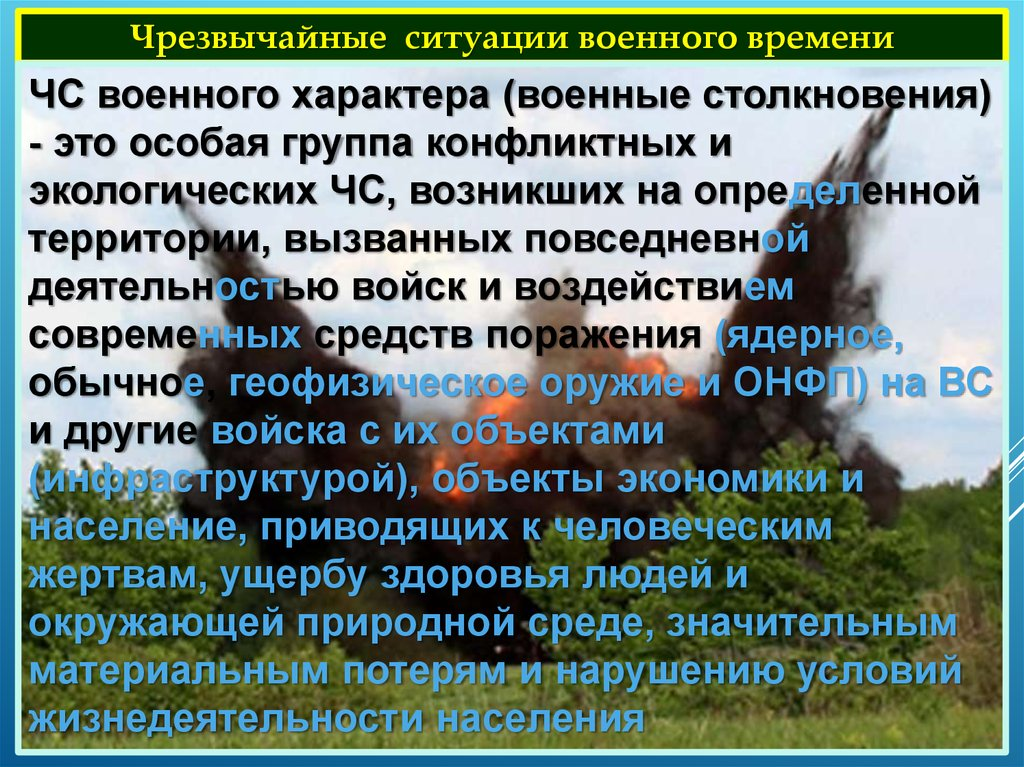 Чрезвычайные ситуации военного времени
ЧС военного характера (военные столкновения)
- это особая группа конфликтных и
экологических ЧС, возникших на определенной
территории, вызванных повседневной
деятельностью войск и воздействием
современных средств поражения (ядерное,
обычное, геофизическое оружие и ОНФП) на ВС
и другие войска с их объектами
(инфраструктурой), объекты экономики и
население, приводящих к человеческим
жертвам, ущербу здоровья людей и
окружающей природной среде, значительным
материальным потерям и нарушению условий
жизнедеятельности населения